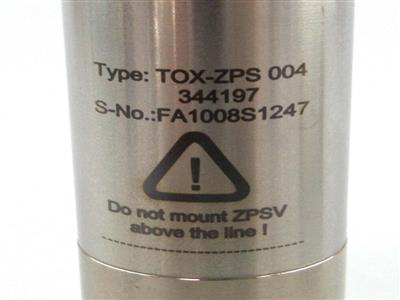 Type: TOX-ZPS 004
344197
S-No.:FA1008S1247
!
Do not mount ZPSV
above the line !